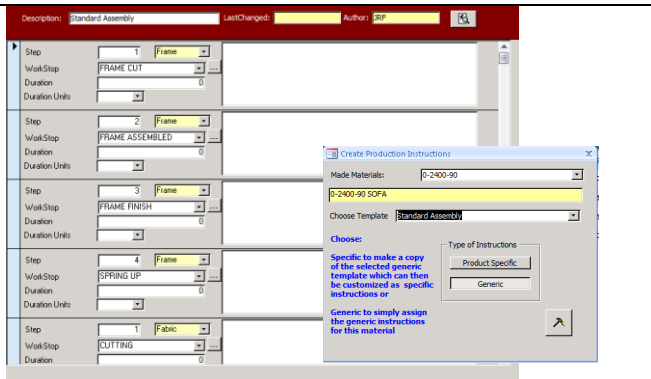 Description: Standard Assembly LastChanged: Author: JRF
Step 1 Frame
WorkStop FRAME CUT ...
Duration 0
Duration Units
Step 2 Frame
WorkStop FRAME ASSEMBLED ...
Duration 0
Duration Units
Step 3 Frame
WorkStop FRAME FINISH ...
Duration 0
Duration Units
Step 4 Frame
WorkStop SPRING UP ...
Duration 0
Duration Units
Step 1 Fabric
WorkStop CUTTING ...
Duration 0
Create Production Instructions x
Made Materials: 0-2400-90
0-2400-90 SOFA
Choose Template Standard Assembly
Choose:
Specific to make a copy
of the selected generic
template which can then
be customized as specific
instructions or
Generic to simply assign
the generic instructions
for this material
Type of Instructions
Product Specific
Generic